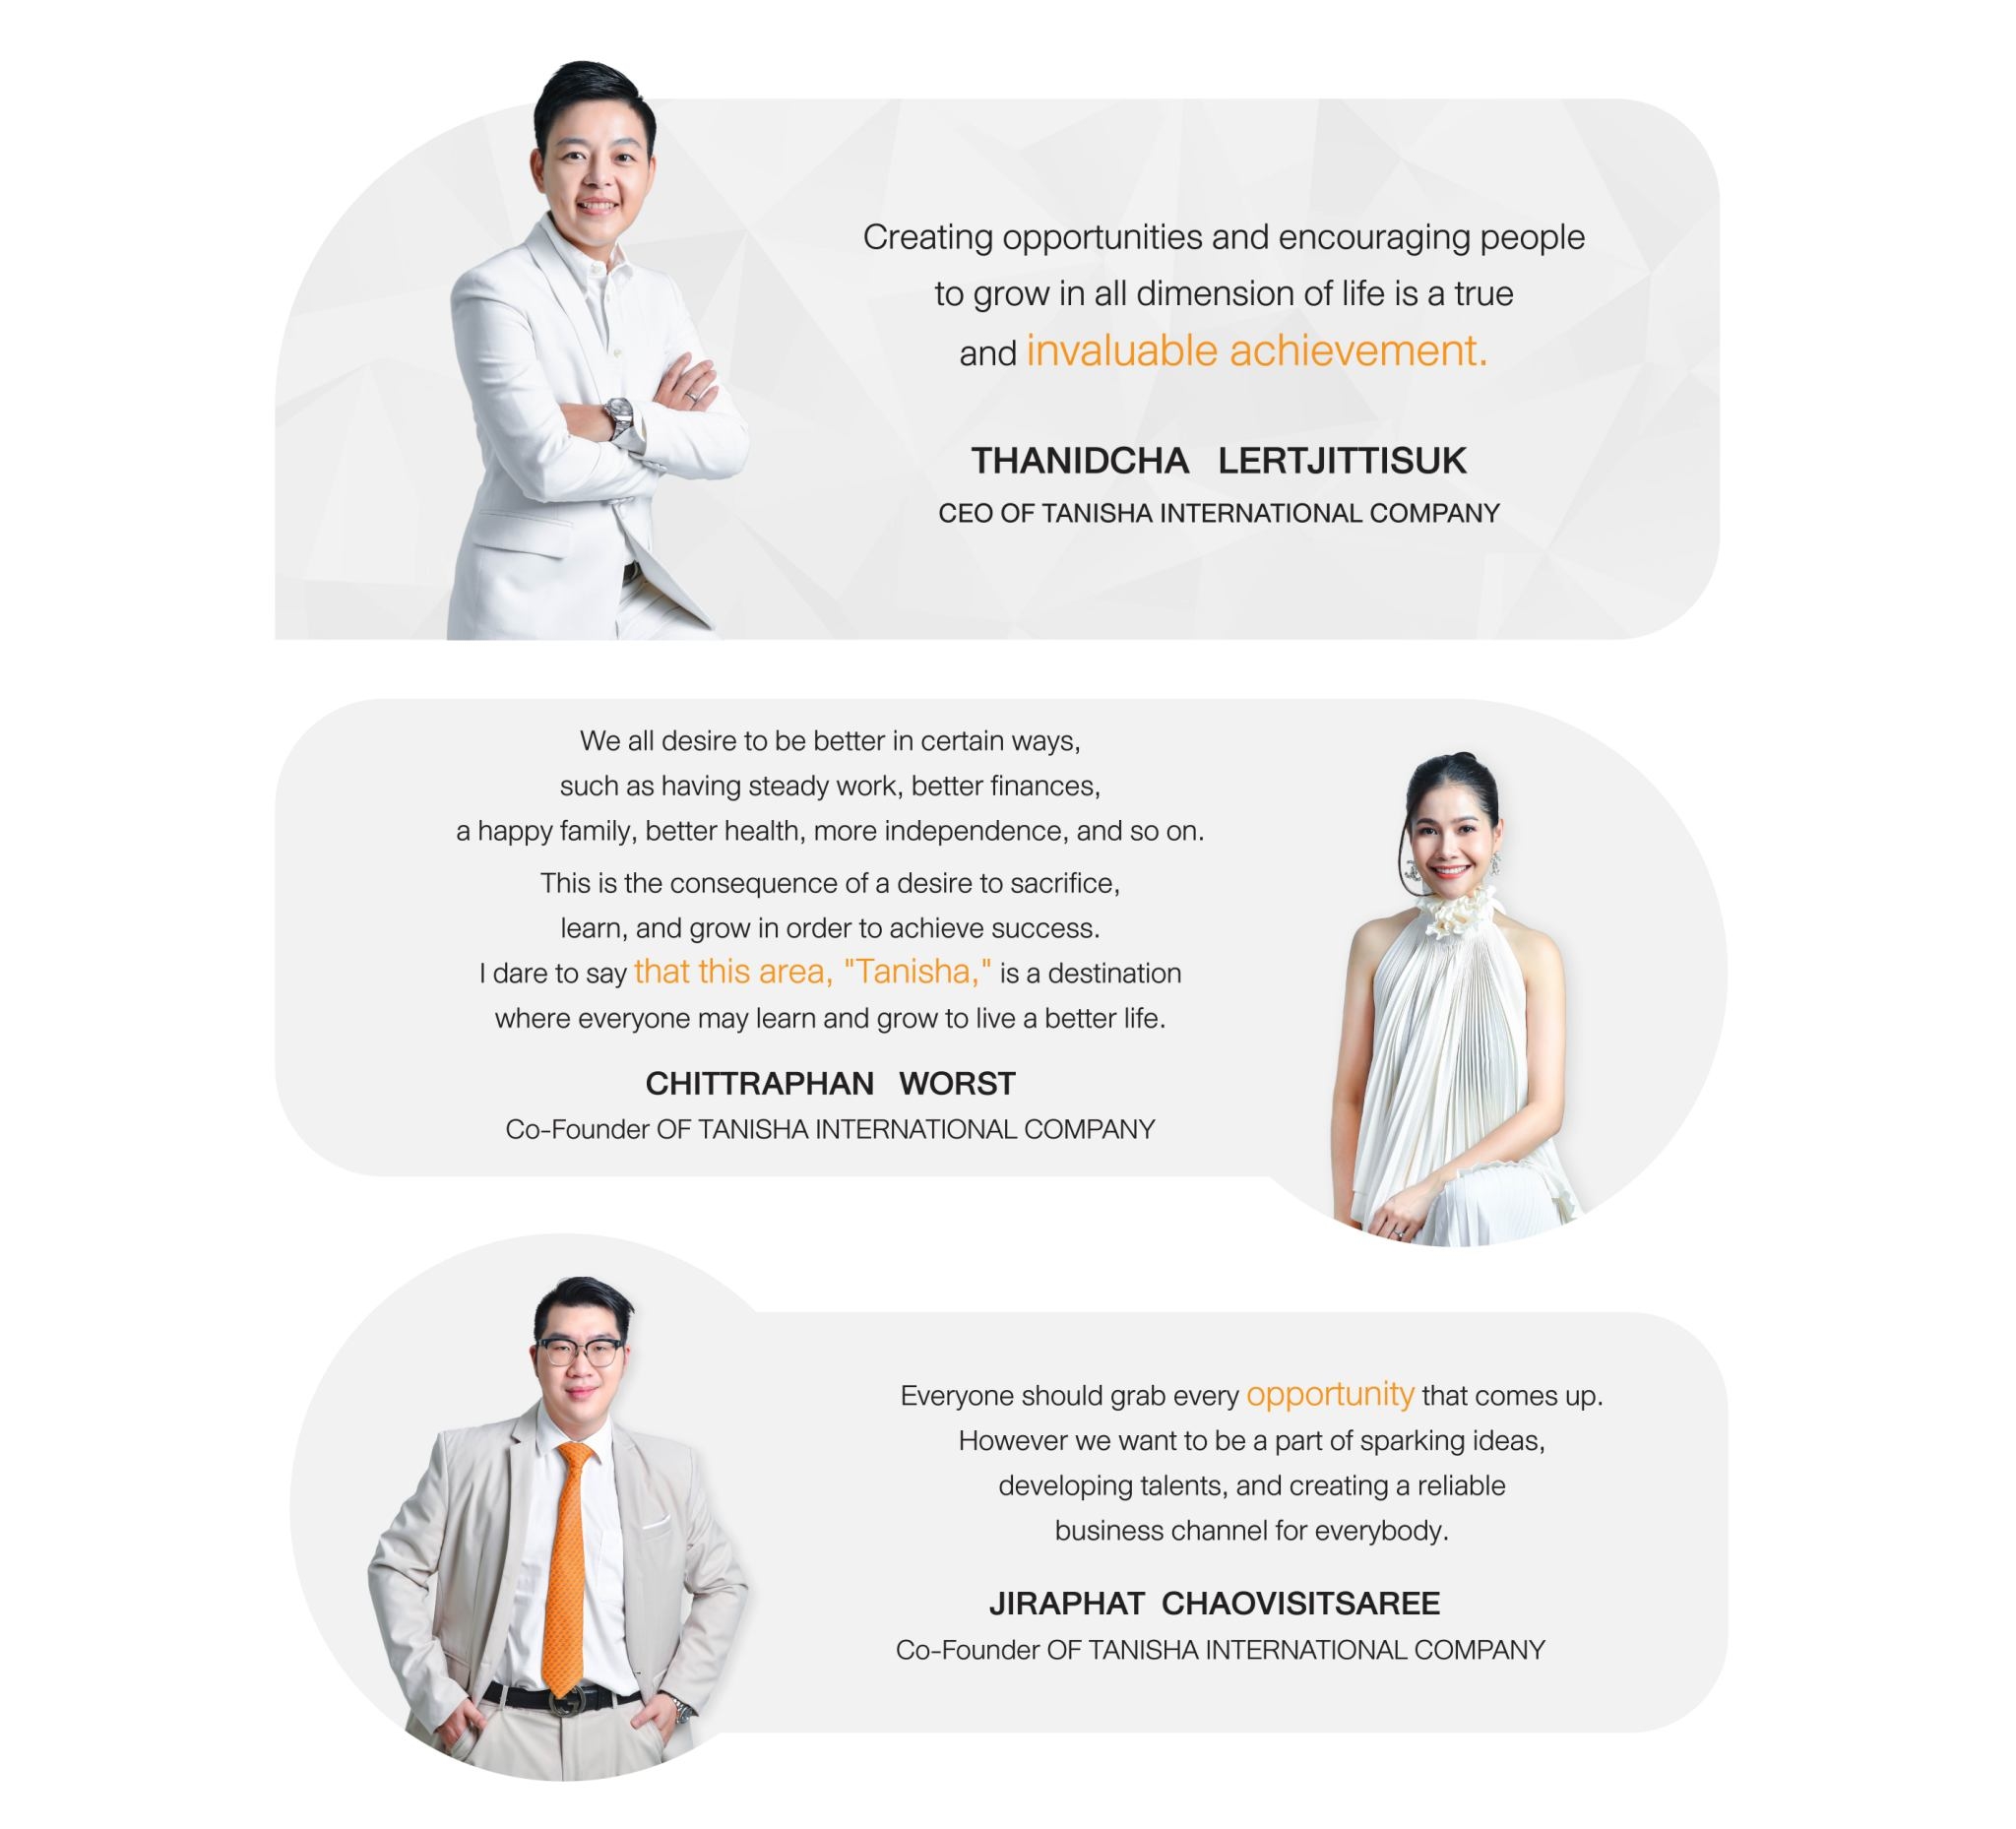 Creating opportunities and encouraging people
to grow in all dimension of life is a true
and invaluable achievement.
THANIDCHA LERTJITTISUK
CEO OF TANISHA INTERNATIONAL COMPANY
We all desire to be better in certain ways,
such as having steady work, better finances,
a happy family, better health, more independence, and so on.
This is the consequence of a desire to sacrifice,
learn, and grow in order to achieve success.
I dare to say that this area, "Tanisha," is a destination
where everyone may learn and grow to live a better life.
CHITTRAPHAN WORST
Co-Founder OF TANISHA INTERNATIONAL COMPANY
Everyone should grab every opportunity that comes up.
However we want to be a part of sparking ideas,
developing talents, and creating a reliable
business channel for everybody.
JIRAPHAT CHAOVISITSAREE
Co-Founder OF TANISHA INTERNATIONAL COMPANY